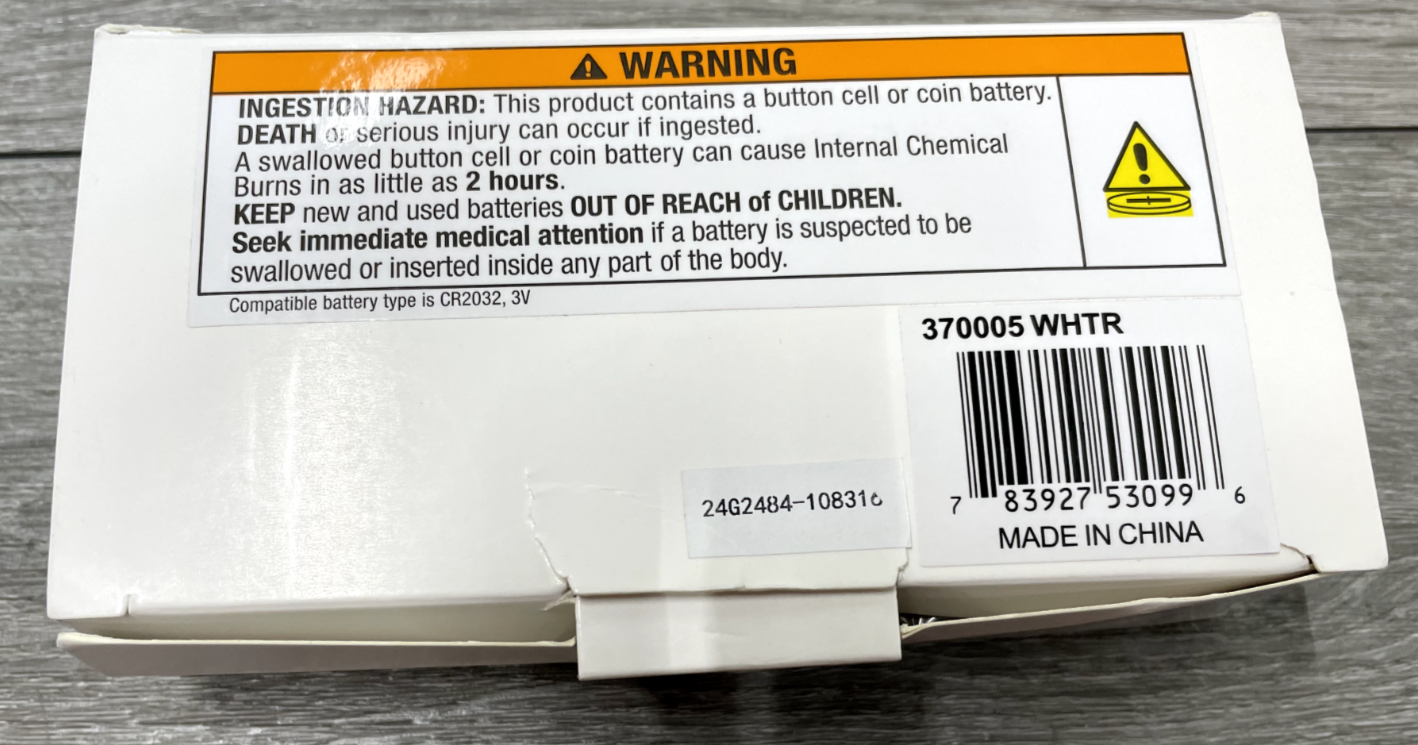 WARNING
INGESTION HAZARD: This product contains a button cell or coin battery.
DEATH or serious injury can occur if ingested.
A swallowed button cell or coin battery can cause Internal Chemical
Burns in as little as 2 hours.
KEEP new and used batteries OUT OF REACH of CHILDREN.
Seek immediate medical attention if a battery is suspected to be
swallowed or inserted inside any part of the body.
Compatible battery type is CR2032, 3V
370005 WHTR
7 83927 53099 6
MADE IN CHINA